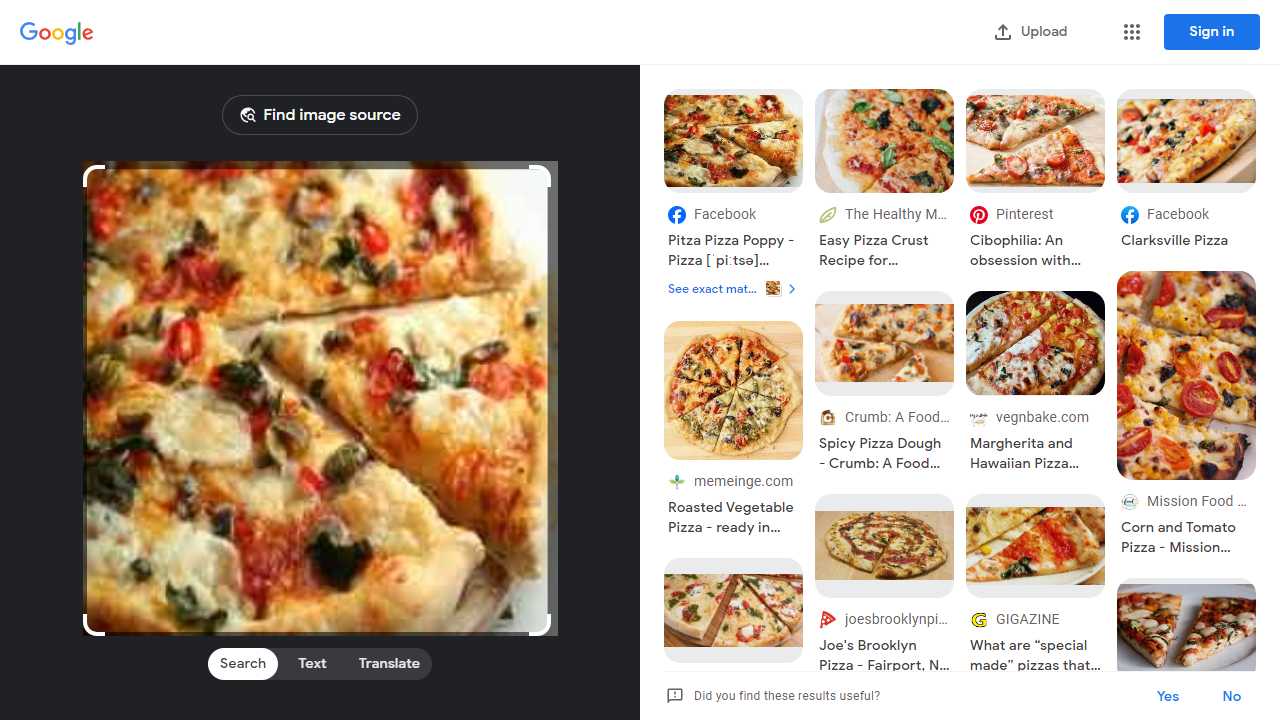 Google
Upload
Sign in
Find image source
Search
Text
Translate
Facebook
Pitza Pizza Poppy -
Pizza [ˈpiːtsə]...
See exact mat...
memeinge.com
Roasted Vegetable
Pizza - ready in...
The Healthy M...
Easy Pizza Crust
Recipe for...
Crumb: A Food...
Spicy Pizza Dough
- Crumb: A Food...
joesbrooklynpi...
Joe's Brooklyn
Pizza - Fairport, N...
Pinterest
Cibophilia: An
obsession with...
vegnbake.com
Margherita and
Hawaiian Pizza...
GIGAZINE
What are “special
made” pizzas that...
Facebook
Clarksville Pizza
Mission Food ...
Corn and Tomato
Pizza - Mission...
Did you find these results useful?
Yes
No